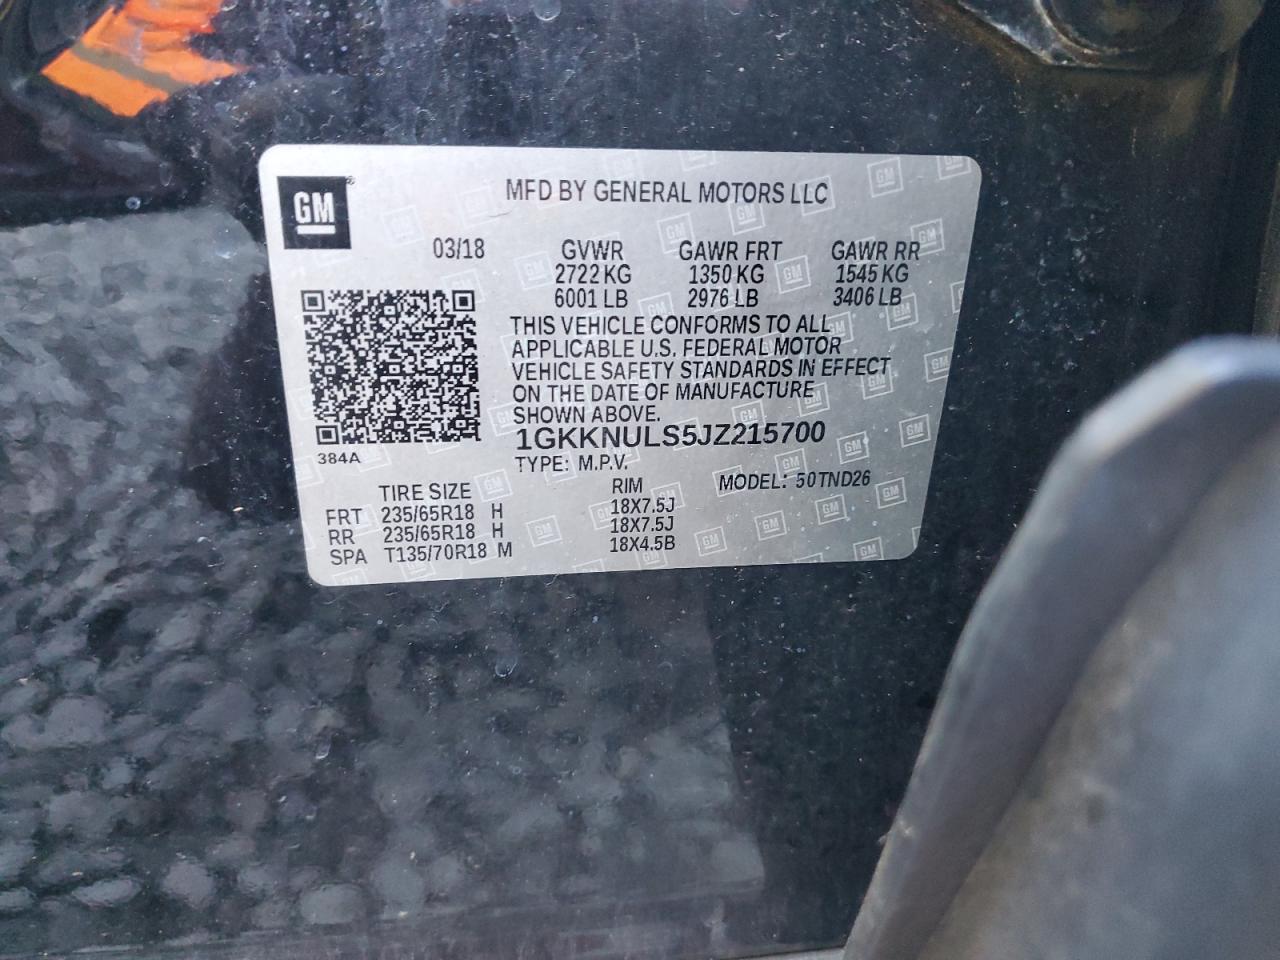 GM
MFD BY GENERAL MOTORS LLC
03/18 GVWR GAWR FRT GAWR RR
2722 KG 1350 KG 1545 KG
6001 LB 2976 LB 3406 LB
THIS VEHICLE CONFORMS TO ALL
APPLICABLE U.S. FEDERAL MOTOR
VEHICLE SAFETY STANDARDS IN EFFECT
ON THE DATE OF MANUFACTURE
SHOWN ABOVE.
1GKKNULS5JZ215700
384A
TYPE: M.P.V. MODEL: 50TND26
TIRE SIZE RIM
FRT 235/65R18 H 18X7.5J
RR 235/65R18 H 18X7.5J
SPA T135/70R18 M 18X4.5B